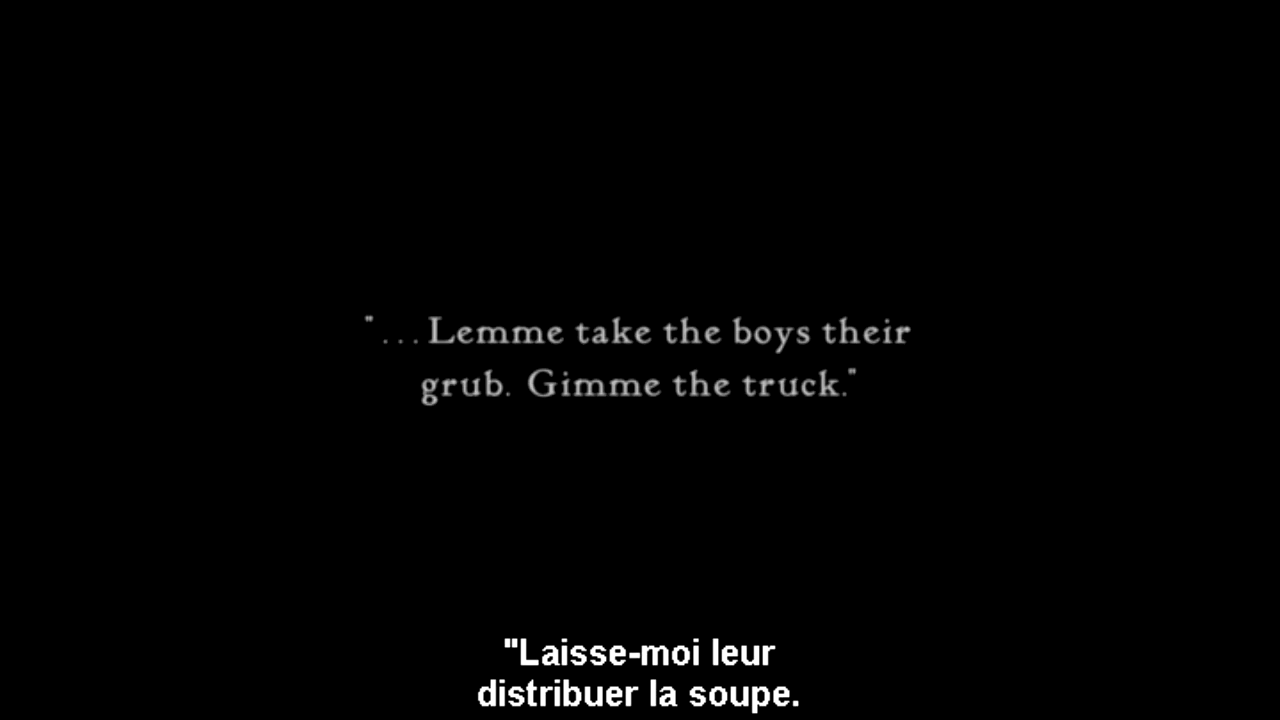 "...Lemme take the boys their
grub. Gimme the truck."
"Laisse-moi leur
distribuer la soupe.